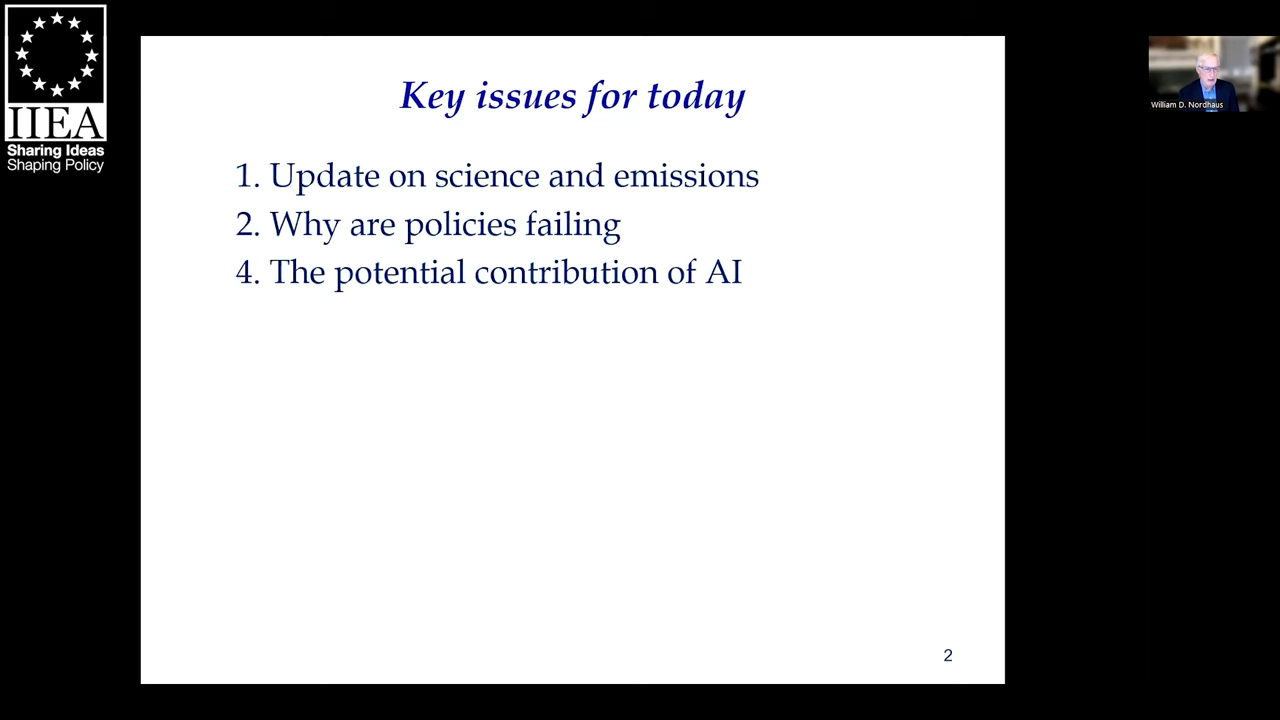 IIEA
Sharing Ideas
Shaping Policy
Key issues for today
1. Update on science and emissions
2. Why are policies failing
4. The potential contribution of AI
2
William D. Nordhaus